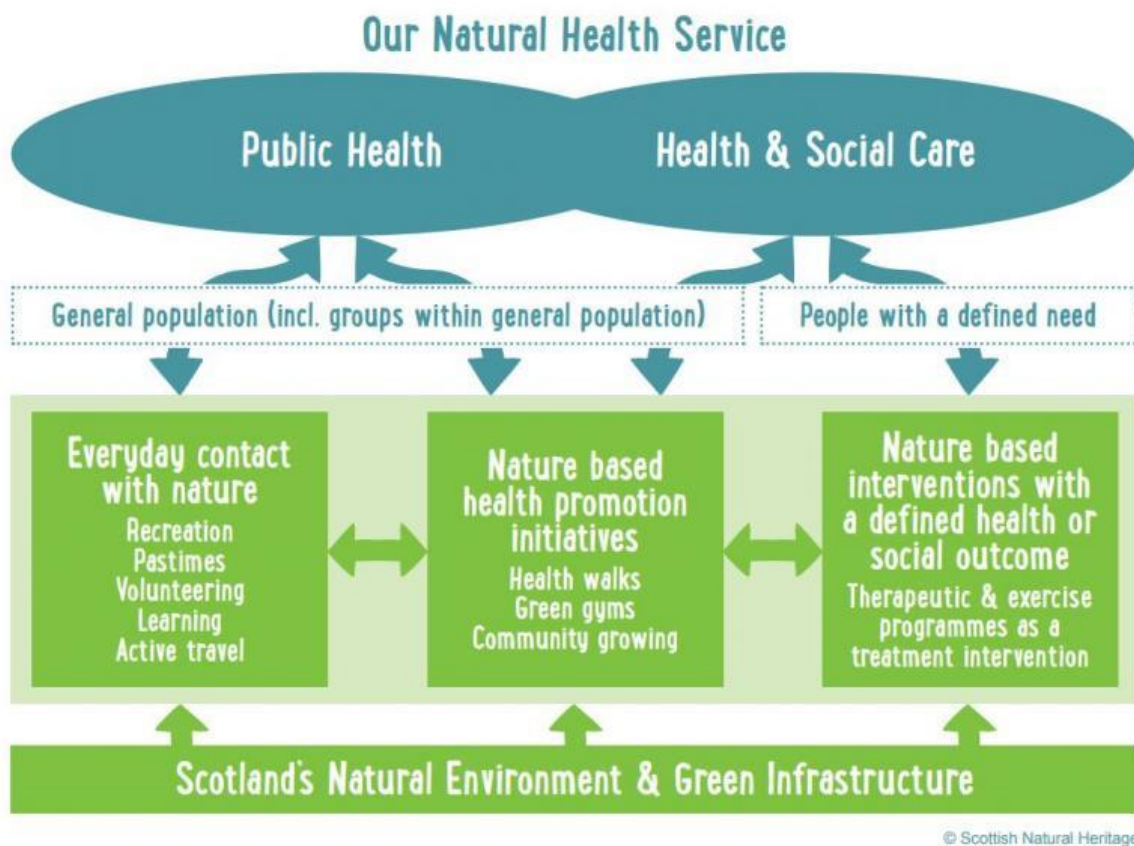 Our Natural Health Service
Public Health
Health & Social Care
General population (incl. groups within general population)
People with a defined need
Everyday contact
with nature
Recreation
Pastimes
Volunteering
Learning
Active travel
Nature based
health promotion
initiatives
Health walks
Green gyms
Community growing
Nature based
interventions with
a defined health or
social outcome
Therapeutic & exercise
programmes as a
treatment intervention
Scotland's Natural Environment & Green Infrastructure
© Scottish Natural Heritage